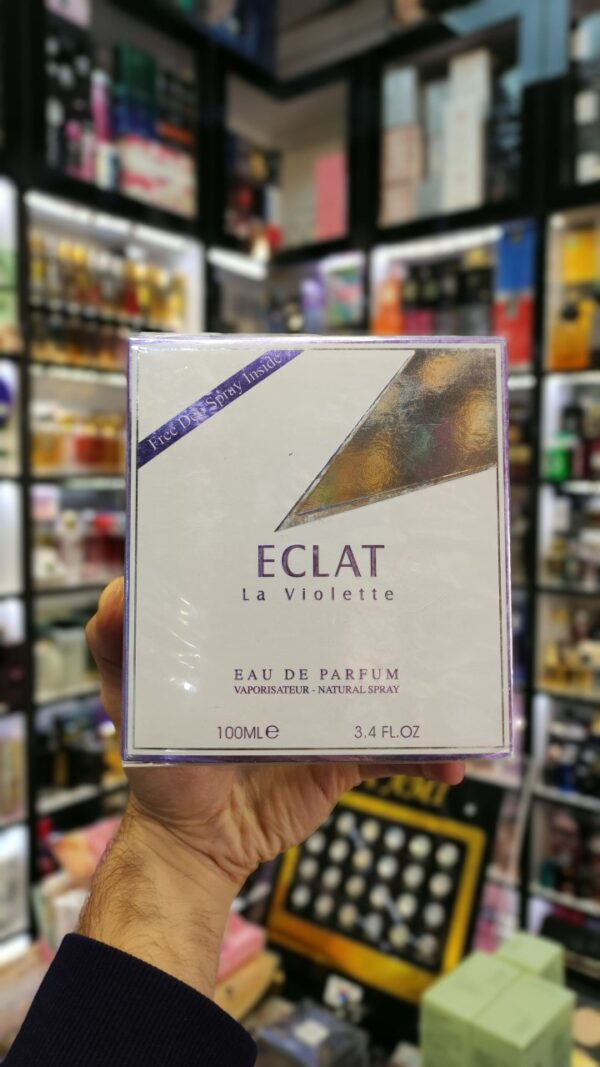 Free Deo Spray Inside
ECLAT
La Violette
EAU DE PARFUM
VAPORISATEUR - NATURAL SPRAY
100ML℮
3.4 FL.OZ